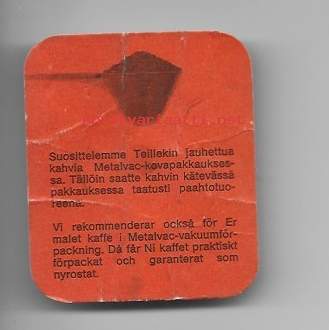 Suosittelemme Teillekin jauhettua
kahvia Metalvac-kovapakkaukses-
sa. Tällöin saatte kahvin kätevässä
pakkauksessa taatusti paahtotuo-
reena.
Vi rekommenderar också för Er
malet kaffe i Metalvac-vakuumför-
packning. Då får Ni kaffet praktiskt
förpackat och garanterat som
nyrostat.